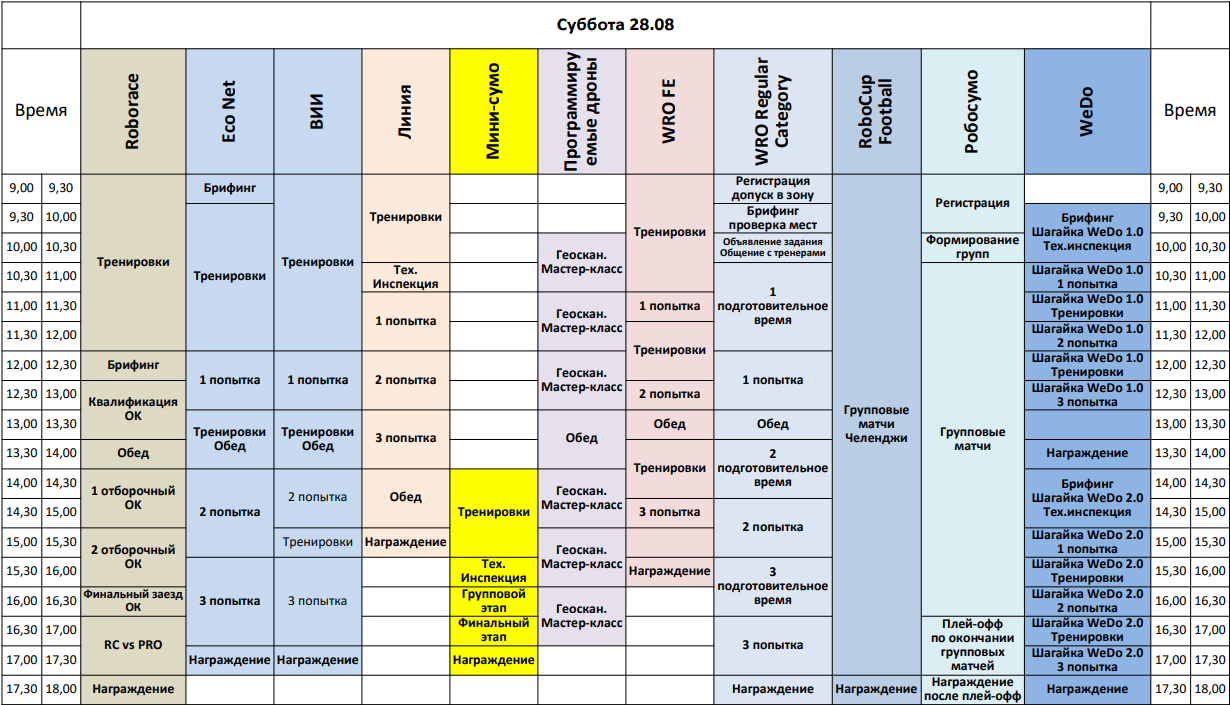 Суббота 28.08
Время
Roborace
Eco Net
ВИИ
Линия
Мини-сумо
Программиру
емые дроны
WRO FE
WRO Regular
Category
RoboCup
Football
Робосумо
WeDo
Время
9,00 9,30
9,30 10,00
10,00 10,30
10,30 11,00
11,00 11,30
11,30 12,00
12,00 12,30
12,30 13,00
13,00 13,30
13,30 14,00
14,00 14,30
14,30 15,00
15,00 15,30
15,30 16,00
16,00 16,30
16,30 17,00
17,00 17,30
17,30 18,00
Тренировки
Брифинг
Квалификация
ОК
Обед
1 отборочный
ОК
2 отборочный
ОК
Финальный заезд
ОК
RC vs PRO
Награждение
Брифинг
Тренировки
1 попытка
Тренировки
Обед
2 попытка
3 попытка
Награждение
Тренировки
1 попытка
Тренировки
Обед
2 попытка
Тренировки
3 попытка
Награждение
Тренировки
Тех.
Инспекция
1 попытка
2 попытка
3 попытка
Обед
Награждение
Тренировки
Тех.
Инспекция
Групповой
этап
Финальный
этап
Награждение
Геоскан.
Мастер-класс
Геоскан.
Мастер-класс
Геоскан.
Мастер-класс
Обед
Геоскан.
Мастер-класс
Геоскан.
Мастер-класс
Геоскан.
Мастер-класс
Тренировки
1 попытка
Тренировки
2 попытка
Обед
Тренировки
3 попытка
Награждение
Регистрация
допуск в зону
Брифинг
проверка мест
Объявление задания
Общение с тренерами
1
подготовительное
время
1 попытка
Обед
2
подготовительное
время
2 попытка
3
подготовительное
время
3 попытка
Награждение
Групповые
матчи
Челенджи
Награждение
Регистрация
Формирование
групп
Групповые
матчи
Плей-офф
по окончании
групповых
матчей
Награждение
после плей-офф
Брифинг
Шагайка WeDo 1.0
Тех.инспекция
Шагайка WeDo 1.0
1 попытка
Шагайка WeDo 1.0
Тренировки
Шагайка WeDo 1.0
2 попытка
Шагайка WeDo 1.0
Тренировки
Шагайка WeDo 1.0
3 попытка
Награждение
Брифинг
Шагайка WeDo 2.0
Тех.инспекция
Шагайка WeDo 2.0
1 попытка
Шагайка WeDo 2.0
Тренировки
Шагайка WeDo 2.0
2 попытка
Шагайка WeDo 2.0
Тренировки
Шагайка WeDo 2.0
3 попытка
Награждение
9,00 9,30
9,30 10,00
10,00 10,30
10,30 11,00
11,00 11,30
11,30 12,00
12,00 12,30
12,30 13,00
13,00 13,30
13,30 14,00
14,00 14,30
14,30 15,00
15,00 15,30
15,30 16,00
16,00 16,30
16,30 17,00
17,00 17,30
17,30 18,00